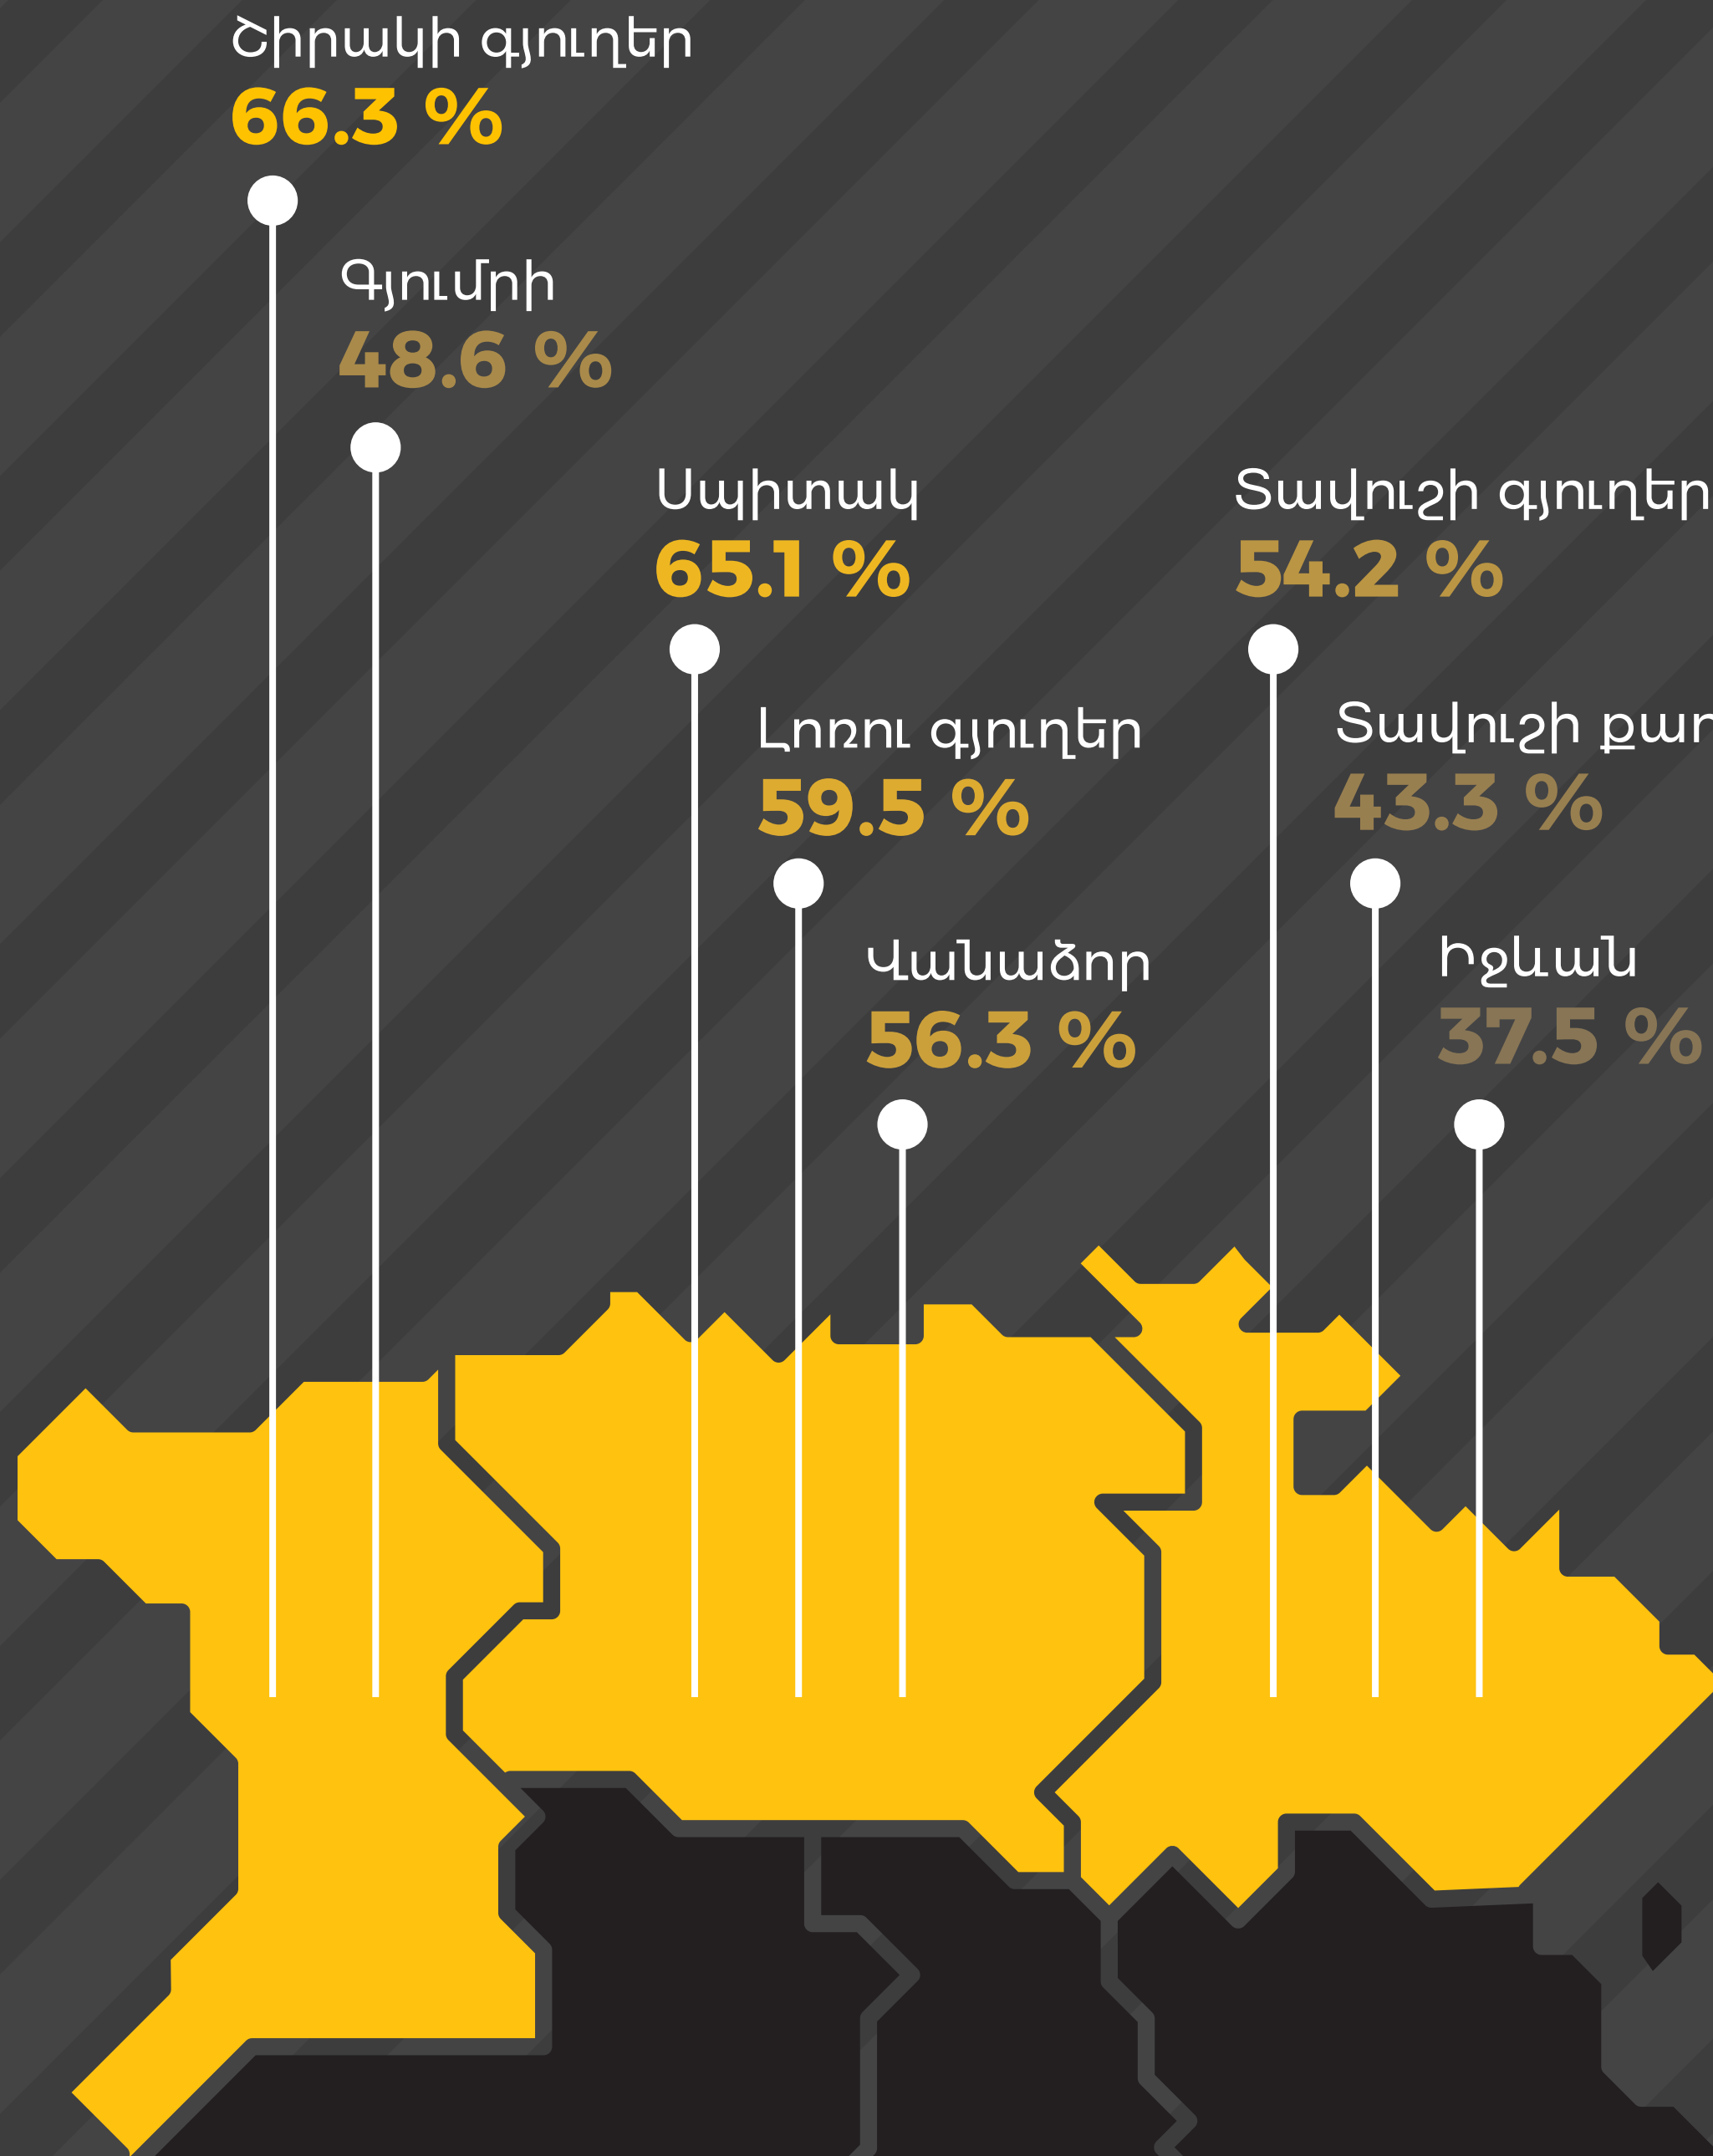 Շիրակի գյուղեր
66.3 %
Գյումրի
48.6 %
Սպիտակ
65.1 %
Լոռու գյուղեր
59.5 %
Վանաձոր
56.3 %
Տավուշի գյուղեր
54.2 %
Տավուշի
43.3 %
Իջևան
37.5 %